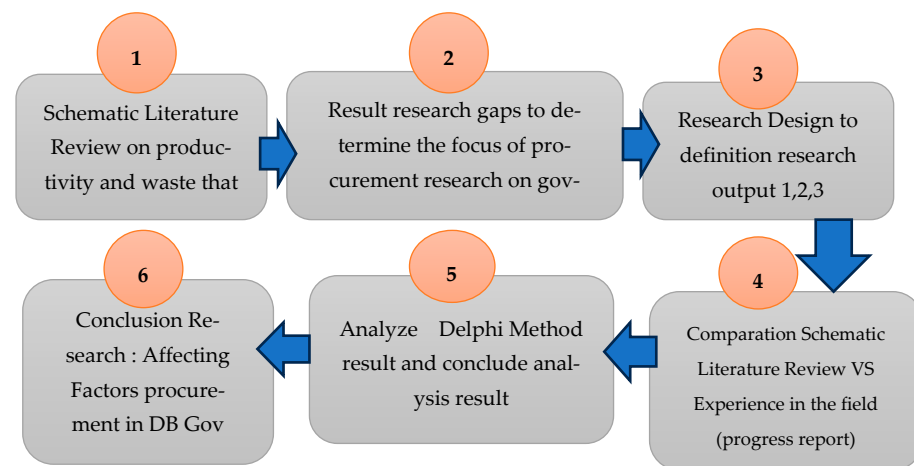 1
Schematic Literature
Review on produc-
tivity and waste that
2
Result research gaps to de-
termine the focus of pro-
curement research on gov-
3
Research Design to
definition research
output 1,2,3
4
Comparation Schematic
Literature Review VS
Experience in the field
(progress report)
5
Analyze Delphi Method
result and conclude anal-
ysis result
6
Conclusion Re-
search : Affecting
Factors procure-
ment in DB Gov